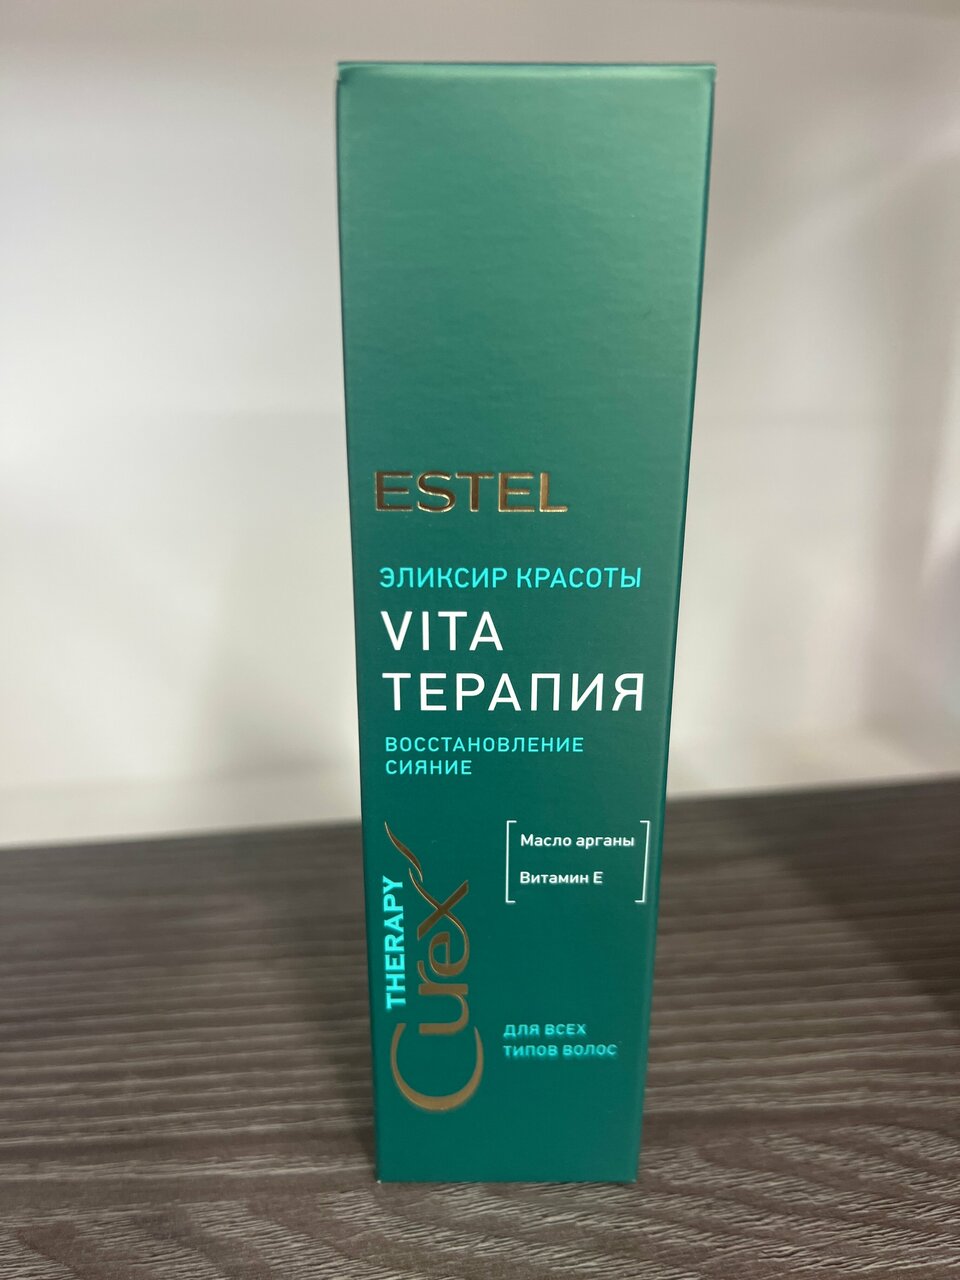 ESTEL
ЭЛИКСИР КРАСОТЫ
VITA
ТЕРАПИЯ
ВОССТАНОВЛЕНИЕ
СИЯНИЕ
Масло арганы
Витамин Е
THERAPY
Curex
ДЛЯ ВСЕХ
ТИПОВ ВОЛОС